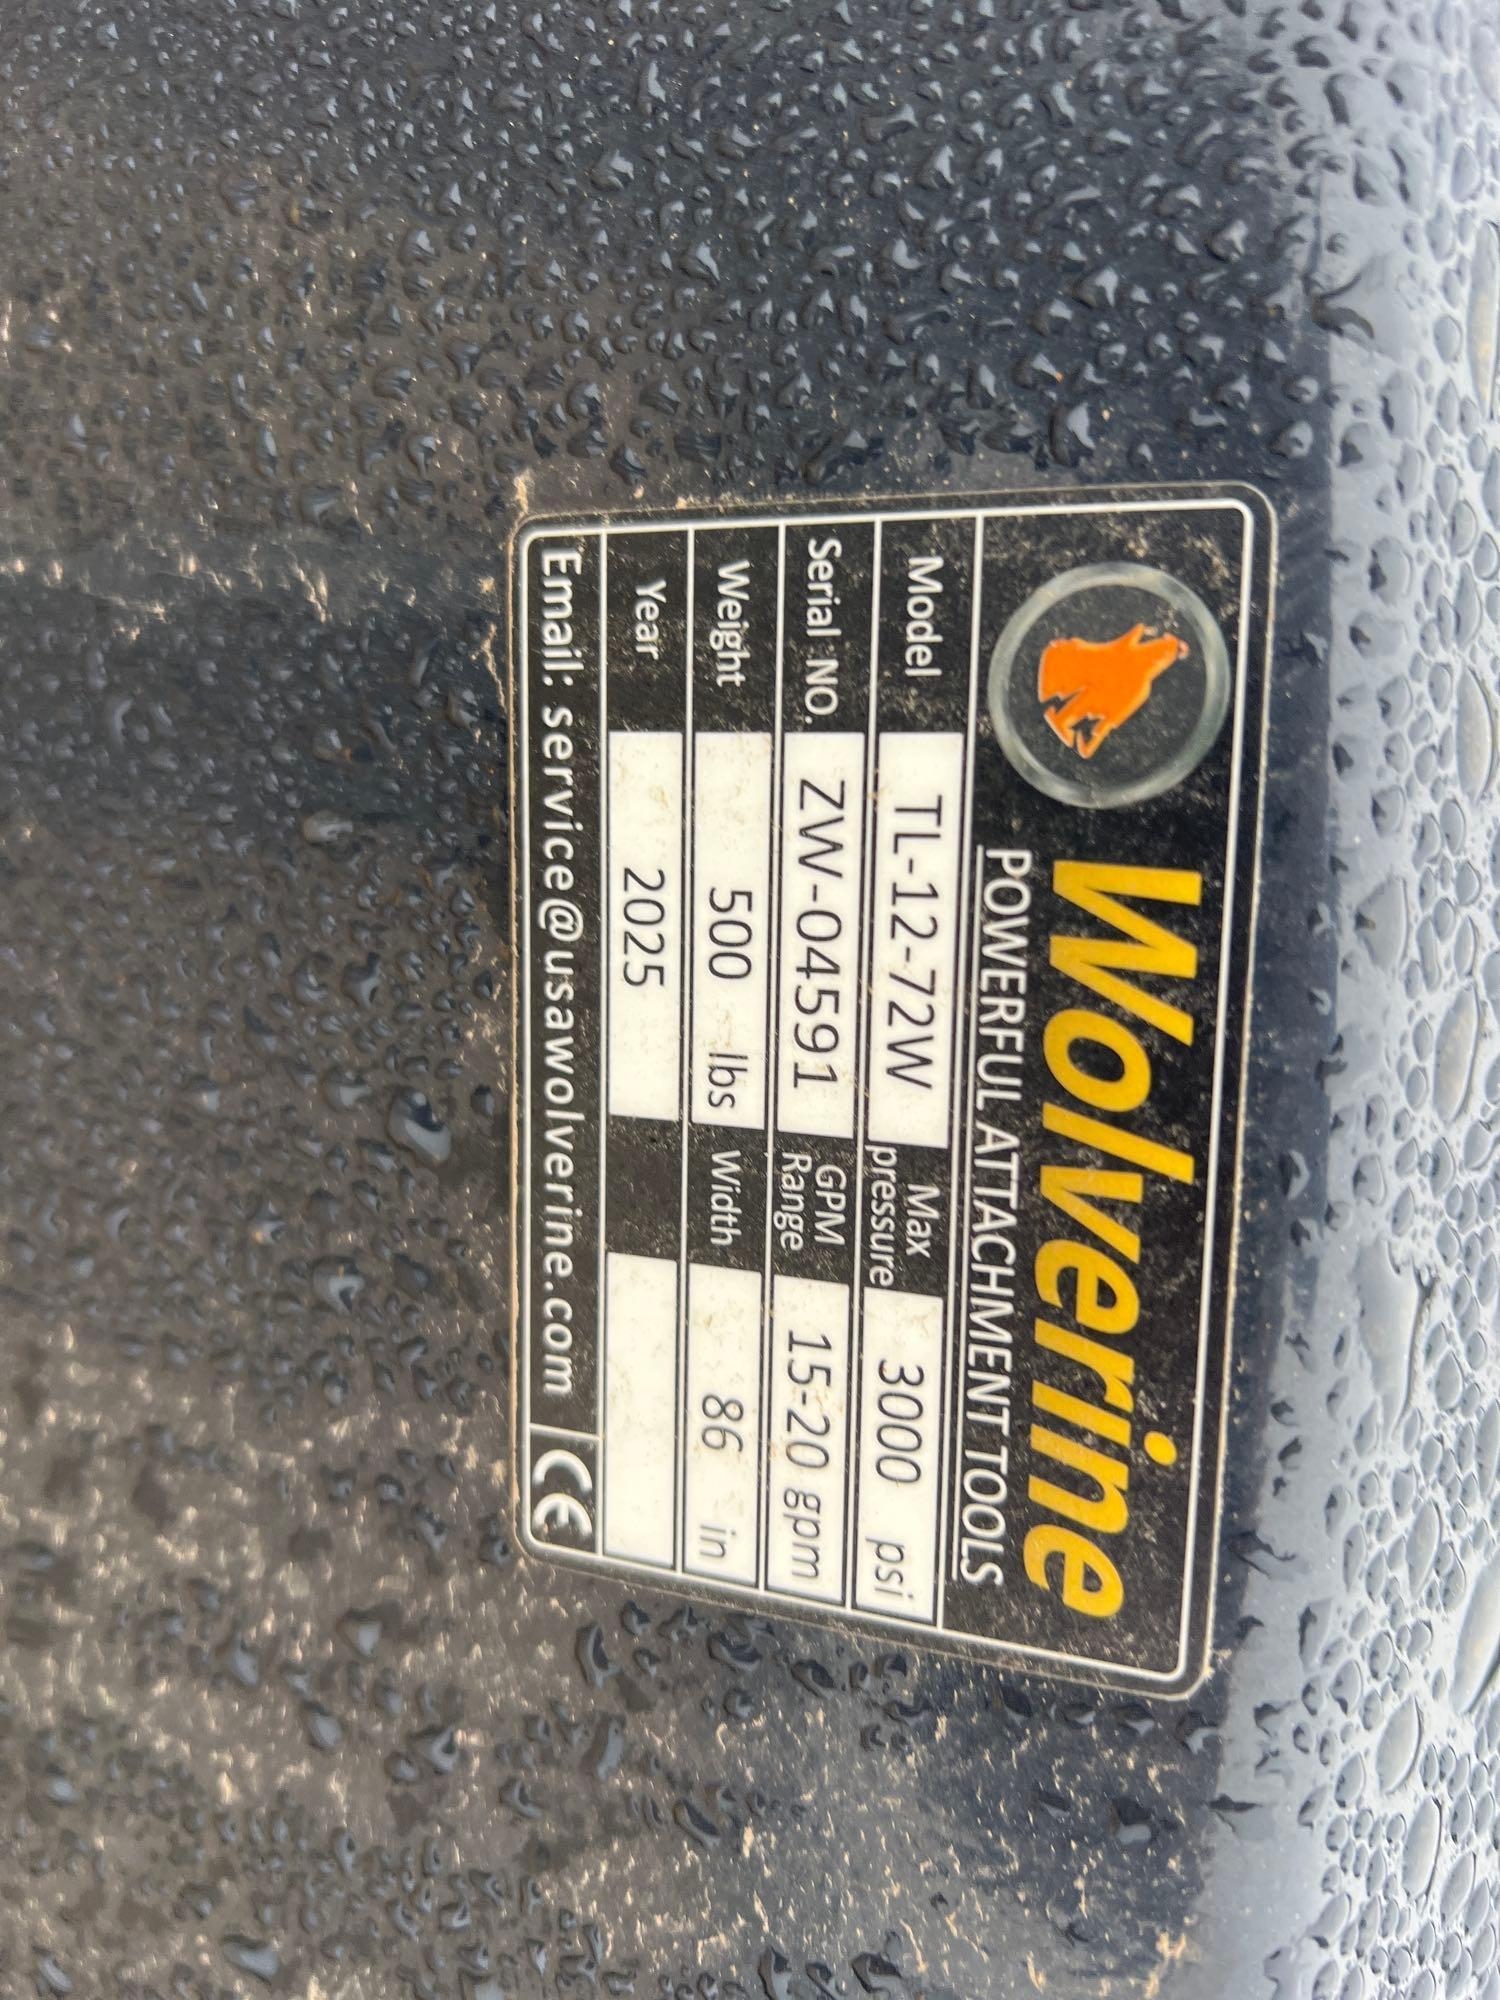 Wolverine
POWERFUL ATTACHMENT TOOLS
Model TL-12-72W Max pressure 3000 psi
Serial NO. ZW-04591 GPM Range 15-20 gpm
Weight 500 lbs Width 86 in
Year 2025
Email: service@usawolverine.com CE